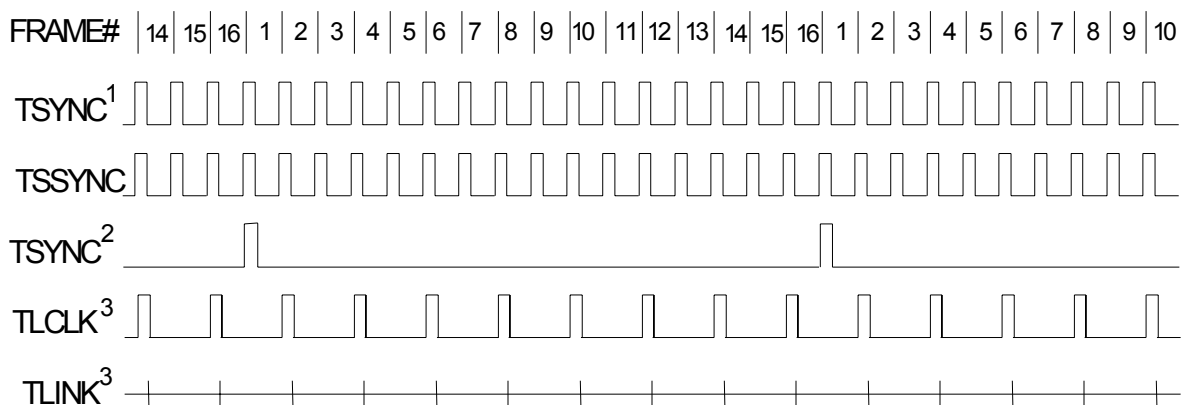 FRAME# 14 15 16 1 2 3 4 5 6 7 8 9 10 11 12 13 14 15 16 1 2 3 4 5 6 7 8 9 10
TSYNC1
TSSYNC
TSYNC2
TLCLK3
TLINK3